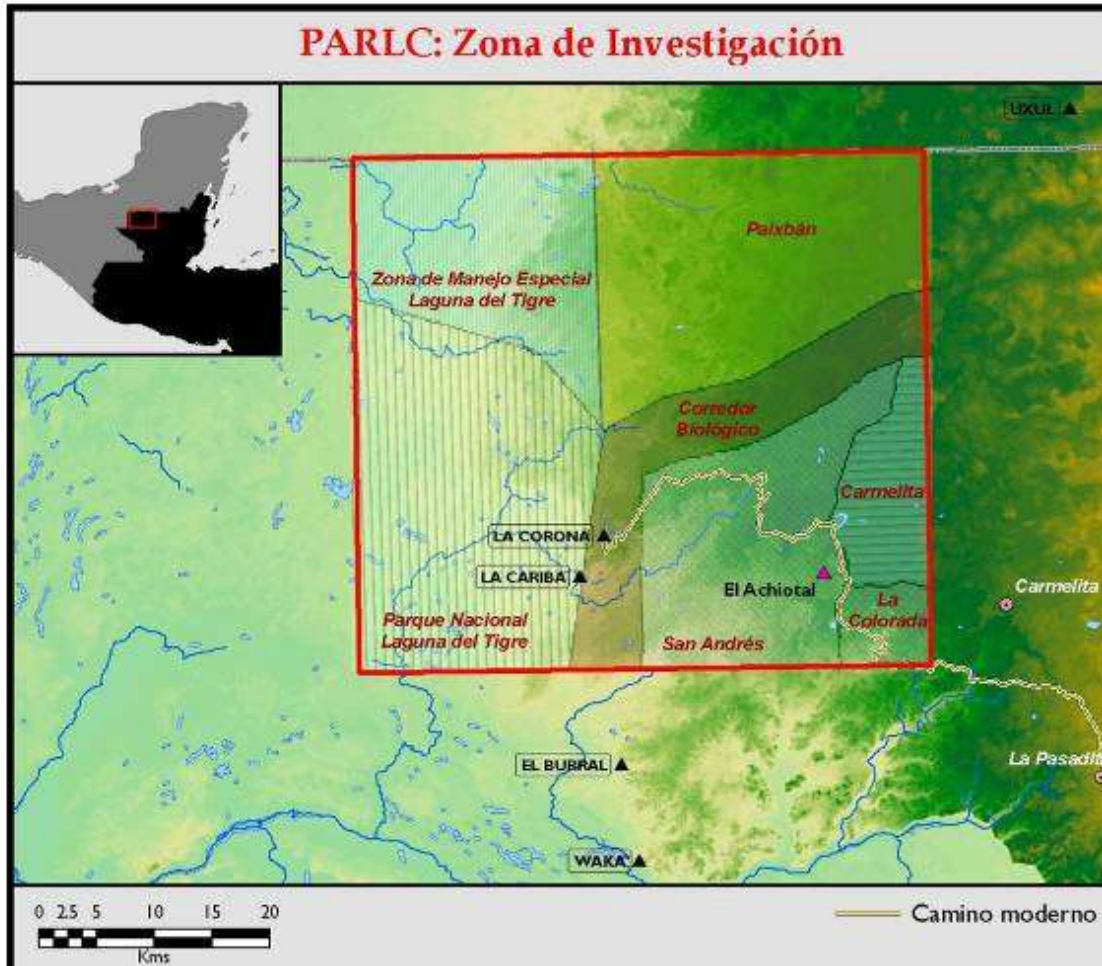 PARLC: Zona de Investigación
UXUL
Paixbán
Zona de Manejo Especial
Laguna del Tigre
Corredor
Biológico
Carmelita
LA CORONA
LA CARIBA
El Achiotal
La
Colorada
Carmelita
Parque Nacional
Laguna del Tigre
San Andrés
EL BURRAL
La Pasadit
WAKA'
0 2.5 5 10 15 20
Kms
Camino moderno